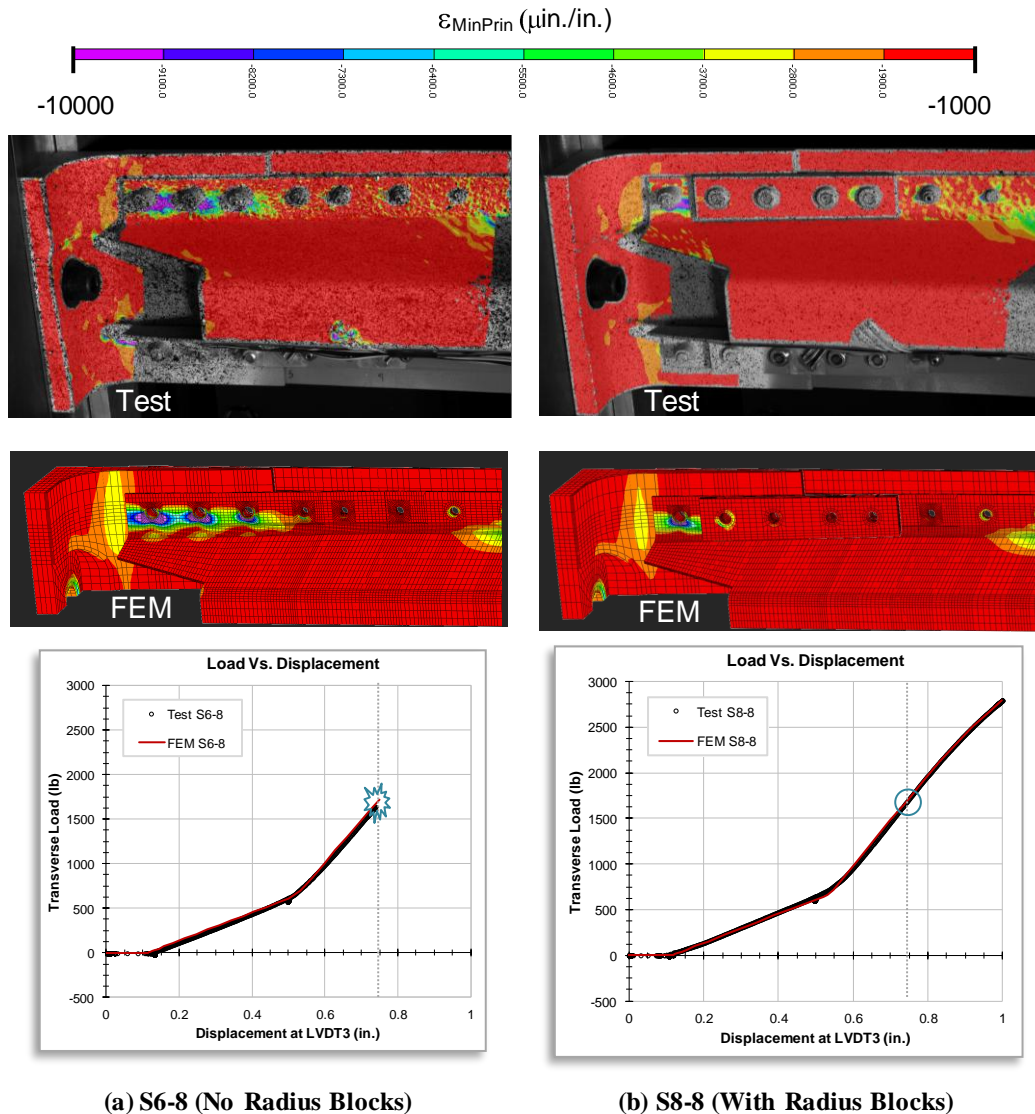 εMinPrin (μin./in.)
-9100.0
-8200.0
-7300.0
-6400.0
-5500.0
-4600.0
-3700.0
-2800.0
-1900.0
-10000
-1000
Test
Test
FEM
FEM
Load Vs. Displacement
3000
2500
2000
1500
1000
500
0
-500
Transverse Load (lb)
Test S6-8
FEM S6-8
0
0.2
0.4
0.6
0.8
1
Displacement at LVDT3 (in.)
Load Vs. Displacement
3000
2500
2000
1500
1000
500
0
-500
Transverse Load (lb)
Test S8-8
FEM S8-8
0
0.2
0.4
0.6
0.8
1
Displacement at LVDT3 (in.)
(a) S6-8 (No Radius Blocks)
(b) S8-8 (With Radius Blocks)